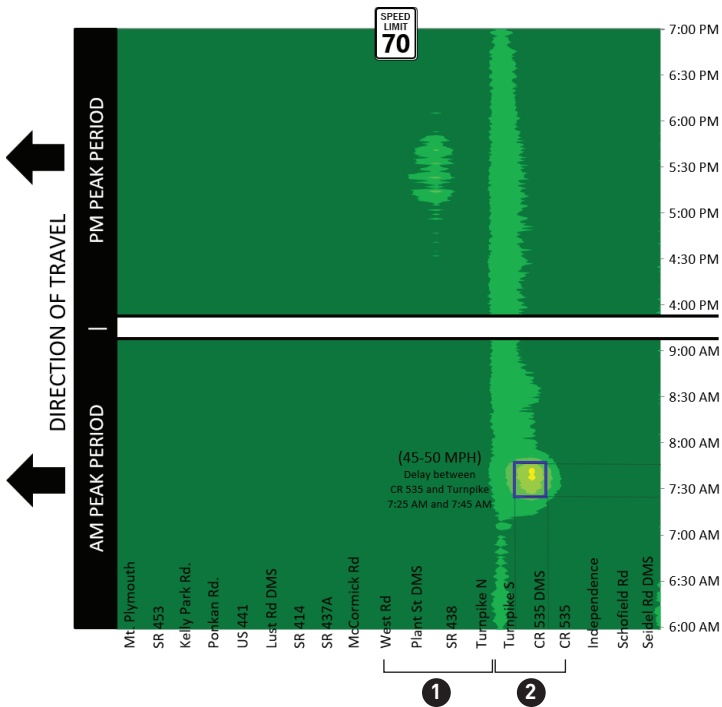 SPEED
LIMIT
70
7:00 PM
6:30 PM
6:00 PM
5:30 PM
5:00 PM
4:30 PM
4:00 PM
DIRECTION OF TRAVEL
AM PEAK PERIOD | PM PEAK PERIOD
9:00 AM
8:30 AM
8:00 AM
7:30 AM
7:00 AM
6:30 AM
6:00 AM
(45-50 MPH)
Delay between
CR 535 and Turnpike
7:25 AM and 7:45 AM
Mt. Plymouth
SR 453
Kelly Park Rd.
Ponkan Rd.
US 441
Lust Rd DMS
SR 414
SR 437A
McCormick Rd
West Rd
Plant St DMS
SR 438
Turnpike N
Turnpike S
CR 535 DMS
CR 535
Independence
Schofield Rd
Seidel Rd DMS
1
2